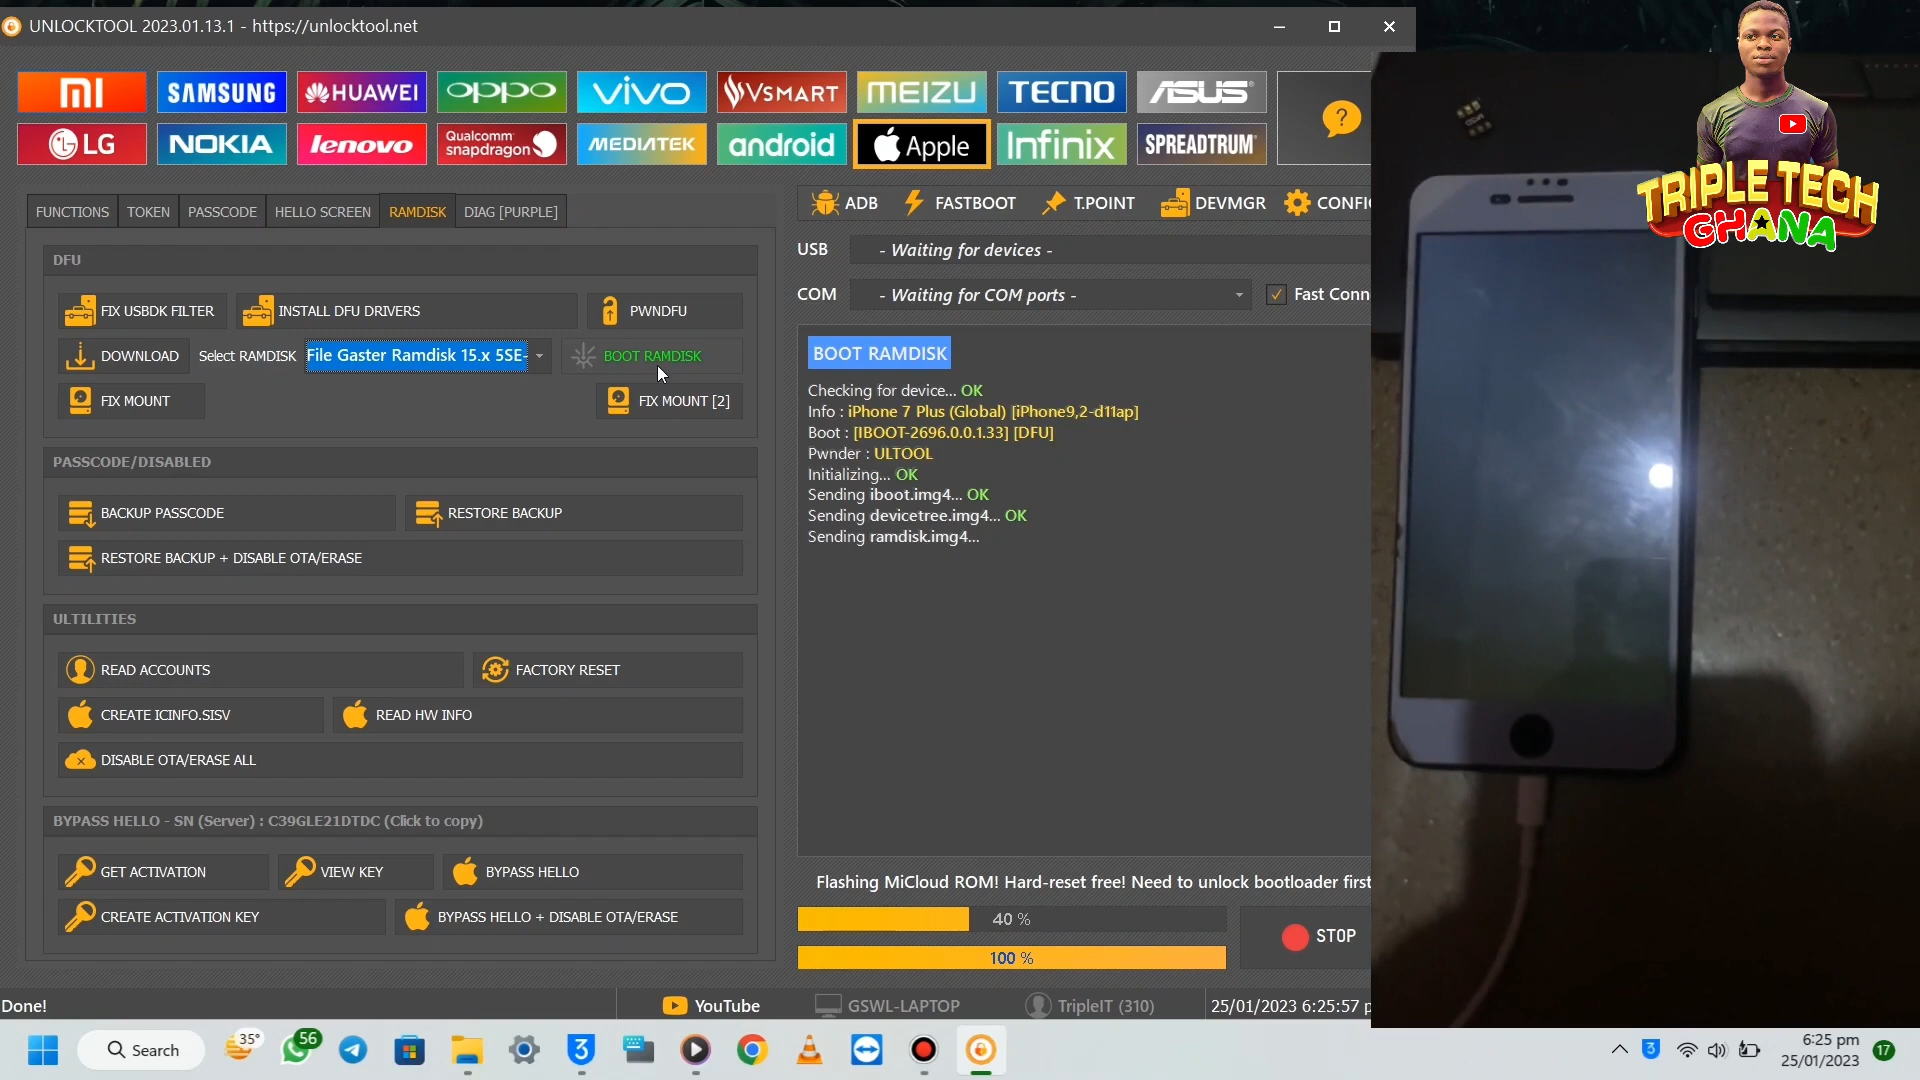 UNLOCKTOOL 2023.01.13.1 - https://unlocktool.net
mi SAMSUNG HUAWEI oppo vivo VSMART MEIZU TECNO ASUS ?
LG NOKIA lenovo Qualcomm snapdragon MEDIATEK android Apple Infinix SPREADTRUM
FUNCTIONS TOKEN PASSCODE HELLO SCREEN RAMDISK DIAG [PURPLE]
DFU
FIX USBDK FILTER INSTALL DFU DRIVERS PWNDFU
DOWNLOAD Select RAMDISK File Gaster Ramdisk 15.x 5SE- BOOT RAMDISK
FIX MOUNT FIX MOUNT [2]
PASSCODE/DISABLED
BACKUP PASSCODE RESTORE BACKUP
RESTORE BACKUP + DISABLE OTA/ERASE
ULTILITIES
READ ACCOUNTS FACTORY RESET
CREATE ICINFO.SISV READ HW INFO
DISABLE OTA/ERASE ALL
BYPASS HELLO - SN (Server) : C39GLE21DTDC (Click to copy)
GET ACTIVATION VIEW KEY BYPASS HELLO
CREATE ACTIVATION KEY BYPASS HELLO + DISABLE OTA/ERASE
ADB FASTBOOT T.POINT DEVMGR CONFIG
USB - Waiting for devices -
COM - Waiting for COM ports - Fast Conn
BOOT RAMDISK
Checking for device... OK
Info : iPhone 7 Plus (Global) [iPhone9,2-d11ap]
Boot : [IBOOT-2696.0.0.1.33] [DFU]
Pwnder : ULTOOL
Initializing... OK
Sending iboot.img4... OK
Sending devicetree.img4... OK
Sending ramdisk.img4...
Flashing MiCloud ROM! Hard-reset free! Need to unlock bootloader first
40 %
100 %
STOP
Done! YouTube GSWL-LAPTOP TripleIT (310) 25/01/2023 6:25:57 p
TRIPLE TECH
GHANA
Search 35° 56 3 3 6:25 pm
25/01/2023 17